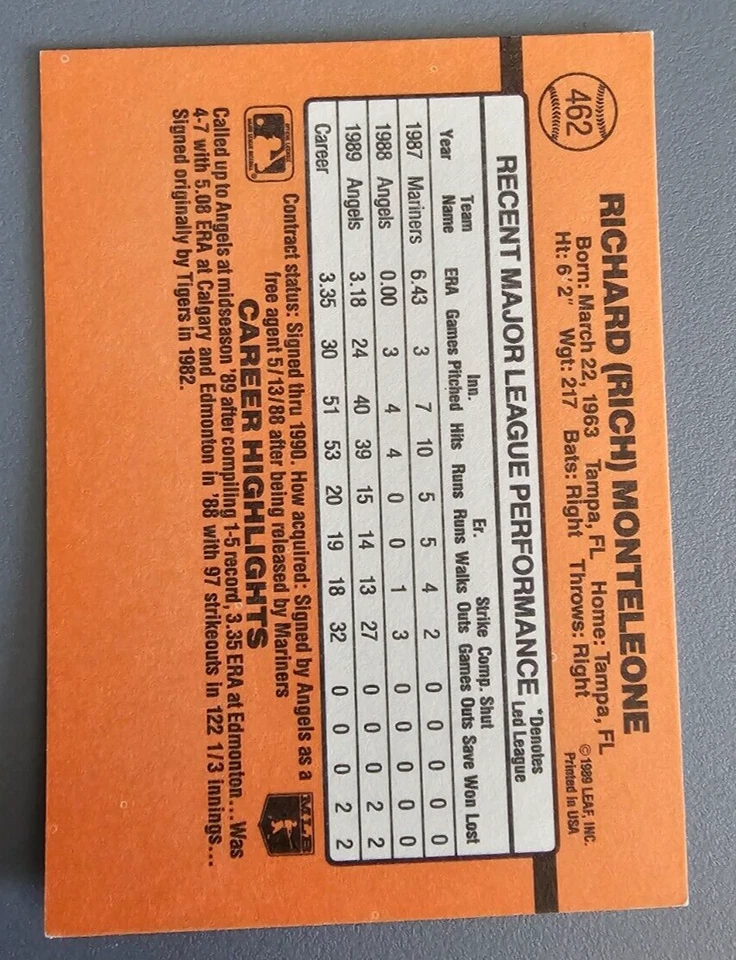 462
RICHARD (RICH) MONTELEONE
Born: March 22, 1963 Tampa, FL Home: Tampa, FL
Ht: 6'2" Wgt: 217 Bats: Right Throws: Right
©1989 LEAF, INC.
Printed in USA
RECENT MAJOR LEAGUE PERFORMANCE
*Denotes
Led League
Team Inn. Er. Strike Comp. Shut
Year Name ERA Games Pitched Hits Runs Runs Walks Outs Games Outs Save Won Lost
1987 Mariners 6.43 3 7 10 5 5 4 2 0 0 0 0 0
1988 Angels 0.00 3 4 4 0 0 1 3 0 0 0 0 0
1989 Angels 3.18 24 40 39 15 14 13 27 0 0 0 2 2
Career 3.35 30 51 53 20 19 18 32 0 0 0 2 2
Contract status: Signed thru 1990. How acquired: Signed by Angels as a
free agent 5/13/88 after being released by Mariners
MLB
CAREER HIGHLIGHTS
Called up to Angels at midseason '89 after compiling 1-5 record, 3.35 ERA at Edmonton... Was
4-7 with 5.08 ERA at Calgary and Edmonton in '88 with 97 strikeouts in 122 1/3 innings...
Signed originally by Tigers in 1982.